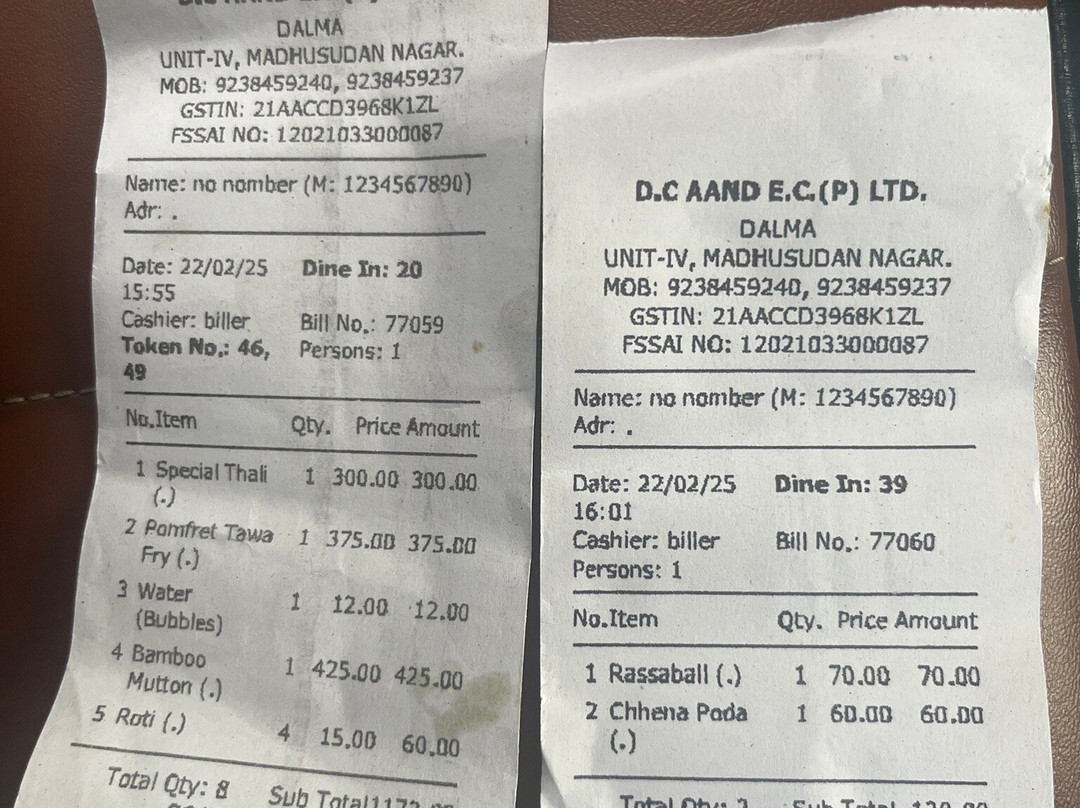 DALMA
UNIT-IV, MADHUSUDAN NAGAR.
MOB: 9238459240, 9238459237
GSTIN: 21AACCD3968K1ZL
FSSAI NO: 12021033000087
Name: no nomber (M: 1234567890)
Adr: .
Date: 22/02/25 Dine In: 20
15:55
Cashier: biller Bill No.: 77059
Token No.: 46, Persons: 1
49
No.Item Qty. Price Amount
1 Special Thali 1 300.00 300.00
(.)
2 Pomfret Tawa 1 375.00 375.00
Fry (.)
3 Water 1 12.00 12.00
(Bubbles)
4 Bamboo 1 425.00 425.00
Mutton (.)
5 Roti (.) 4 15.00 60.00
Total Qty: 8 Sub Total
D.C AAND E.C.(P) LTD.
DALMA
UNIT-IV, MADHUSUDAN NAGAR.
MOB: 9238459240, 9238459237
GSTIN: 21AACCD3968K1ZL
FSSAI NO: 12021033000087
Name: no nomber (M: 1234567890)
Adr: .
Date: 22/02/25 Dine In: 39
16:01
Cashier: biller Bill No.: 77060
Persons: 1
No.Item Qty. Price Amount
1 Rassaball (.) 1 70.00 70.00
2 Chhena Poda 1 60.00 60.00
(.)